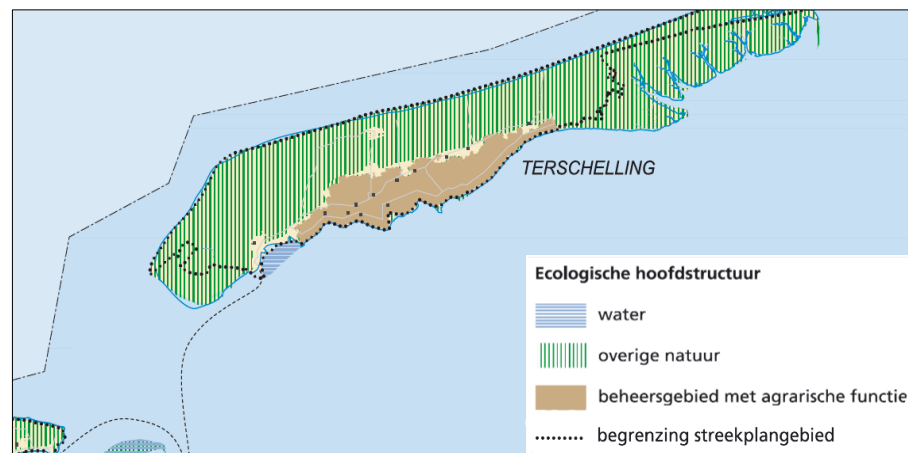 TERSCHELLING
Ecologische hoofdstructuur
water
overige natuur
beheersgebied met agrarische functie
begrenzing streekplangebied